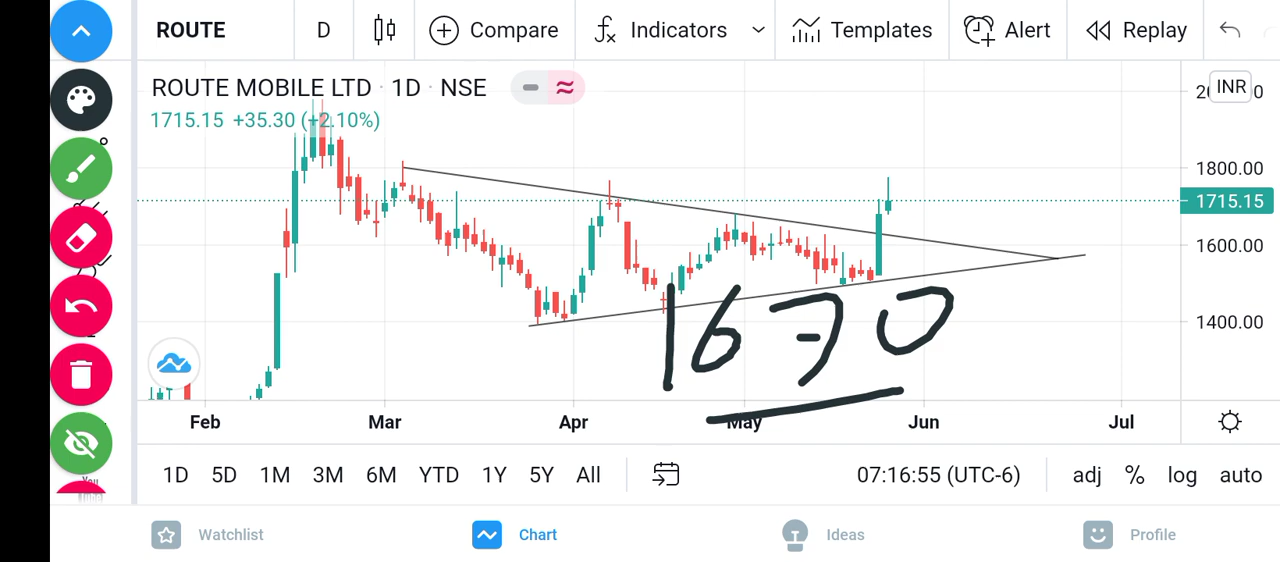 ROUTE D Compare Indicators Templates Alert Replay
ROUTE MOBILE LTD · 1D · NSE
INR
1715.15 +35.30 (+2.10%)
1800.00
1715.15
1600.00
1400.00
1630
Feb Mar Apr May Jun Jul
1D 5D 1M 3M 6M YTD 1Y 5Y All 07:16:55 (UTC-6) adj % log auto
Watchlist Chart Ideas Profile